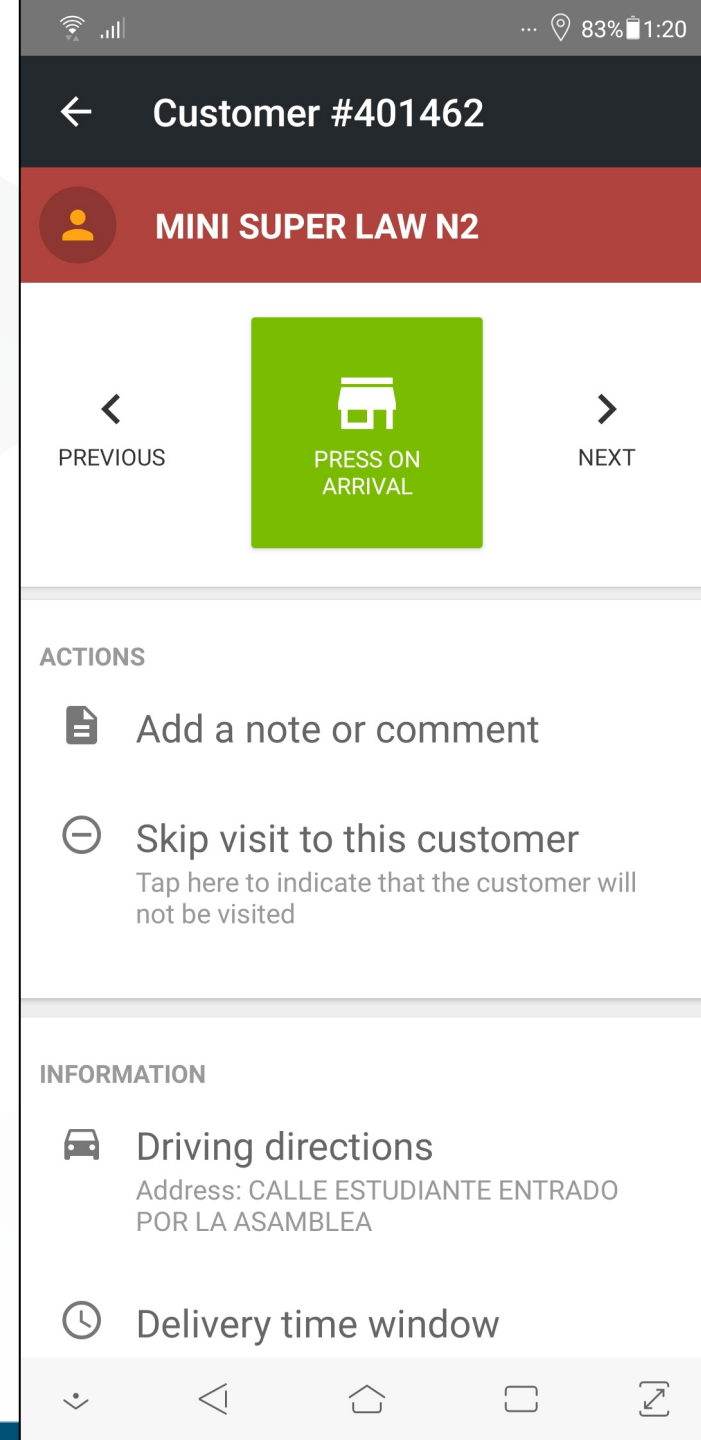 ... 83% 1:20
Customer #401462
MINI SUPER LAW N2
PREVIOUS
PRESS ON
ARRIVAL
NEXT
ACTIONS
Add a note or comment
Skip visit to this customer
Tap here to indicate that the customer will
not be visited
INFORMATION
Driving directions
Address: CALLE ESTUDIANTE ENTRADO
POR LA ASAMBLEA
Delivery time window